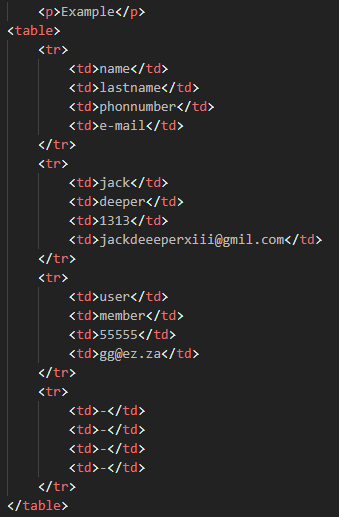 <p>Example</p>
<table>
<tr>
<td>name</td>
<td>lastname</td>
<td>phonnumber</td>
<td>e-mail</td>
</tr>
<tr>
<td>jack</td>
<td>deeper</td>
<td>1313</td>
<td>jackdeeeperxiii@gmil.com</td>
</tr>
<tr>
<td>user</td>
<td>member</td>
<td>55555</td>
<td>gg@ez.za</td>
</tr>
<tr>
<td>-</td>
<td>-</td>
<td>-</td>
<td>-</td>
</tr>
</table>